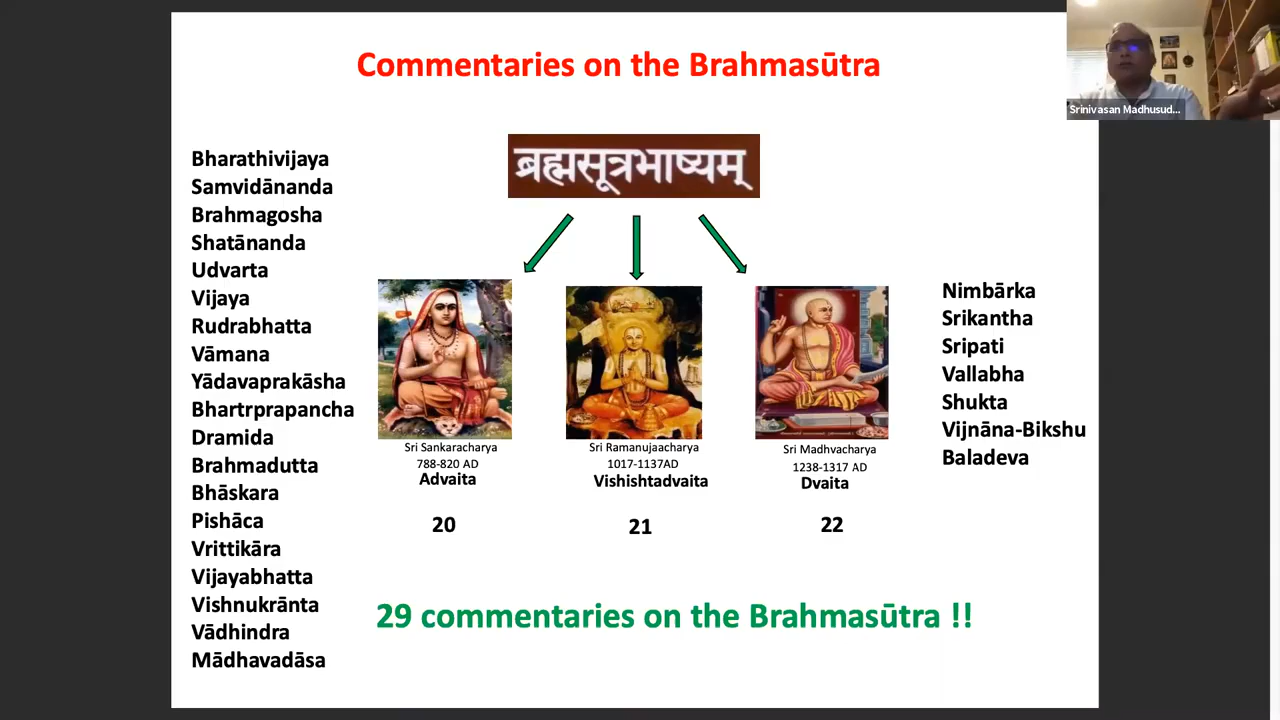 Commentaries on the Brahmasūtra
Srinivasan Madhusud...
ब्रह्मसूत्रभाष्यम्
Bharathivijaya
Samvidānanda
Brahmagosha
Shatānanda
Udvarta
Vijaya
Rudrabhatta
Vāmana
Yādavaprakāsha
Bhartrprapancha
Dramida
Brahmadutta
Bhāskara
Pishāca
Vrittikāra
Vijayabhatta
Vishnukrānta
Vādhindra
Mādhavadāsa
Sri Sankaracharya
788-820 AD
Advaita
20
Sri Ramanujaacharya
1017-1137AD
Vishishtadvaita
21
Sri Madhvacharya
1238-1317 AD
Dvaita
22
Nimbārka
Srikantha
Sripati
Vallabha
Shukta
Vijnāna-Bikshu
Baladeva
29 commentaries on the Brahmasūtra !!